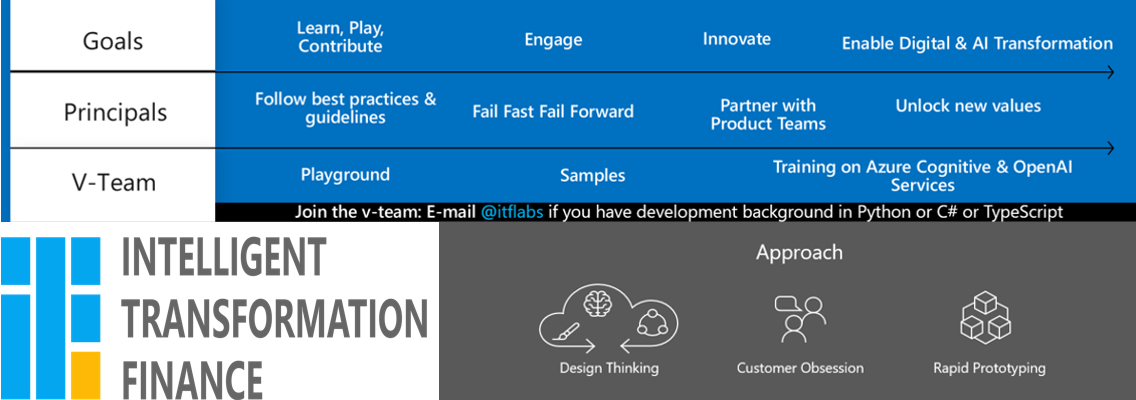 Goals
Learn, Play,
Contribute
Engage
Innovate
Enable Digital & AI Transformation
Principals
Follow best practices &
guidelines
Fail Fast Fail Forward
Partner with
Product Teams
Unlock new values
V-Team
Playground
Samples
Training on Azure Cognitive & OpenAI
Services
Join the v-team: E-mail @itflabs if you have development background in Python or C# or TypeScript
INTELLIGENT
TRANSFORMATION
FINANCE
Approach
Design Thinking
Customer Obsession
Rapid Prototyping